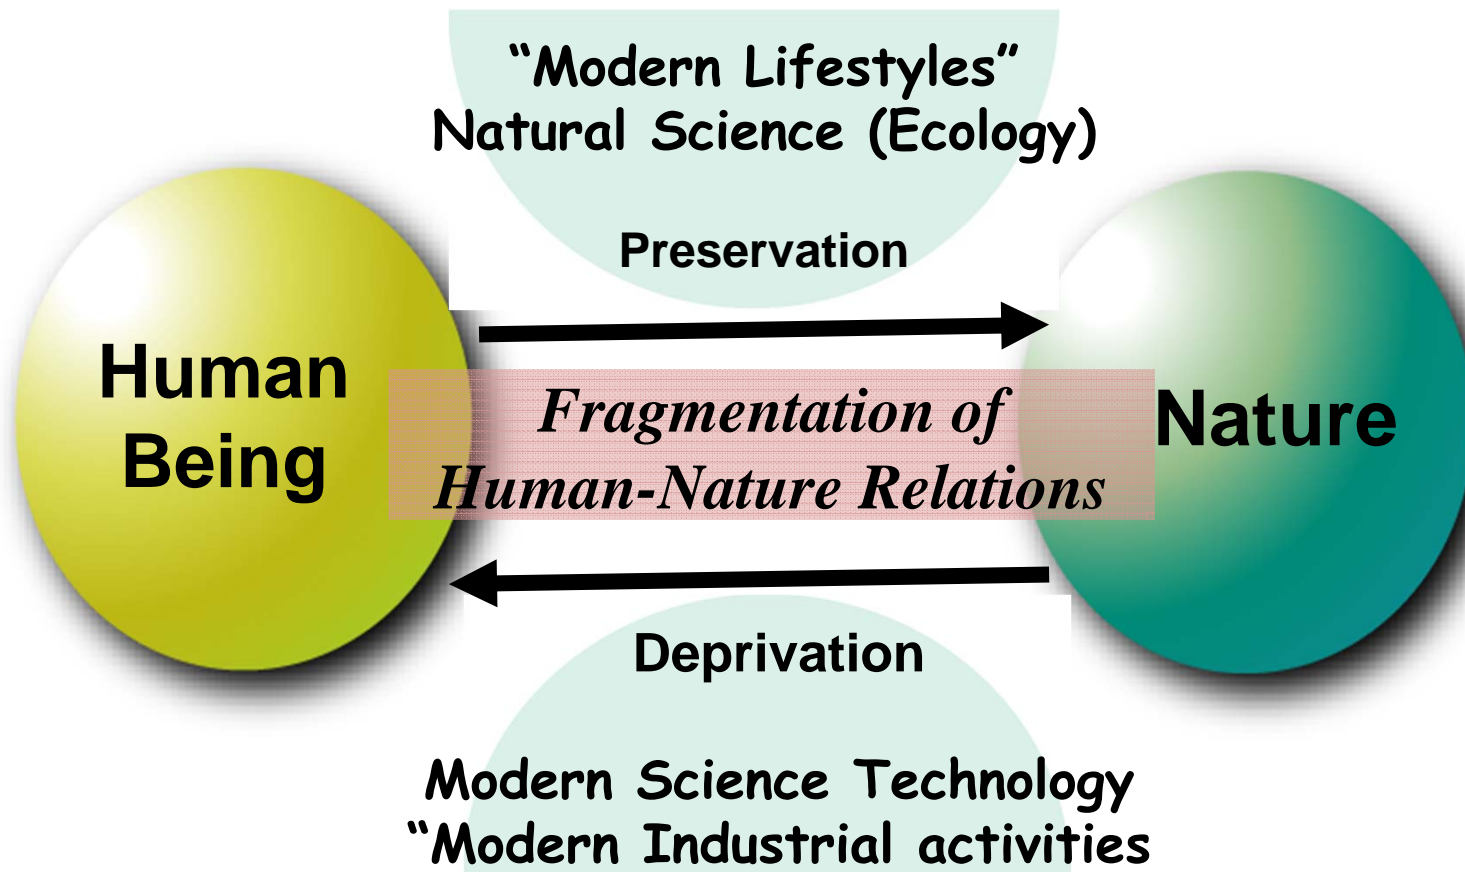 “Modern Lifestyles”
Natural Science (Ecology)
Preservation
Human
Being
Fragmentation of
Human-Nature Relations
Nature
Deprivation
Modern Science Technology
“Modern Industrial activities